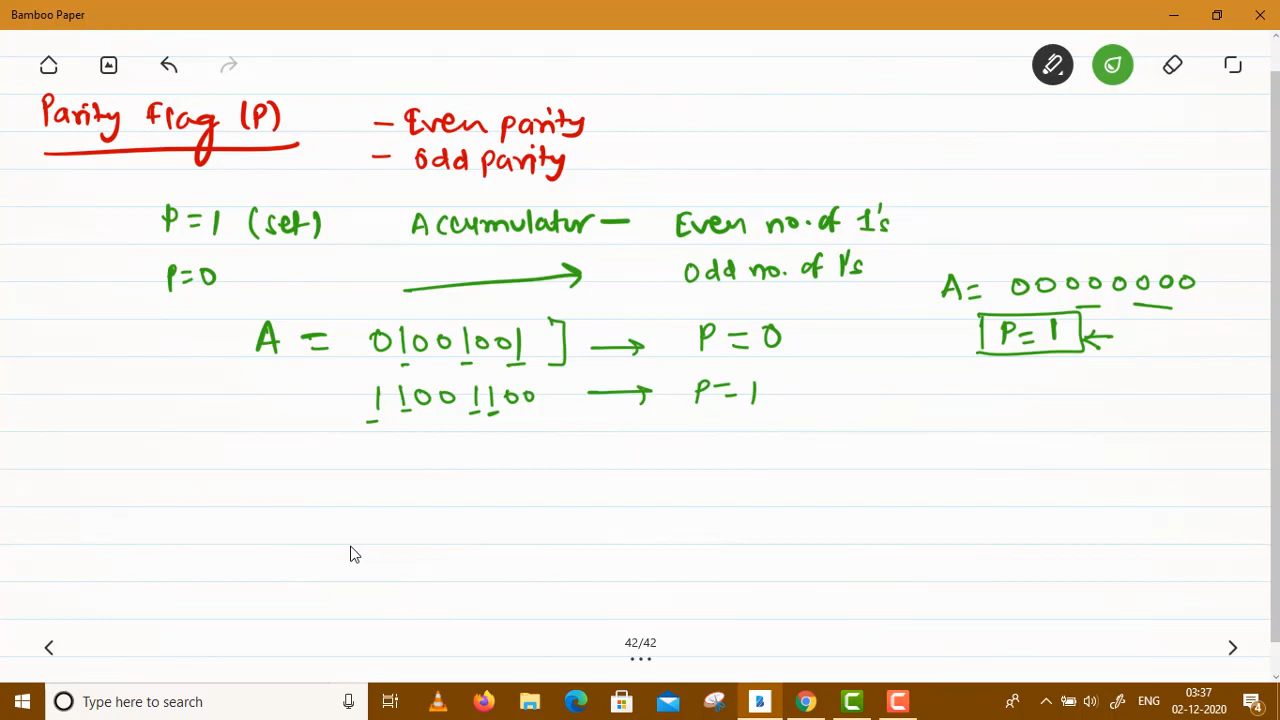 Bamboo Paper
Parity Flag (P)
- Even parity
- Odd parity
P = 1 (set) Accumulator - Even no. of 1's
P=0 → Odd no. of 1's
A = 00000000
P = 1 ←
A = 01001001 ] → P = 0
11001100 → P = 1
42/42
Type here to search
ENG
03:37
02-12-2020
4